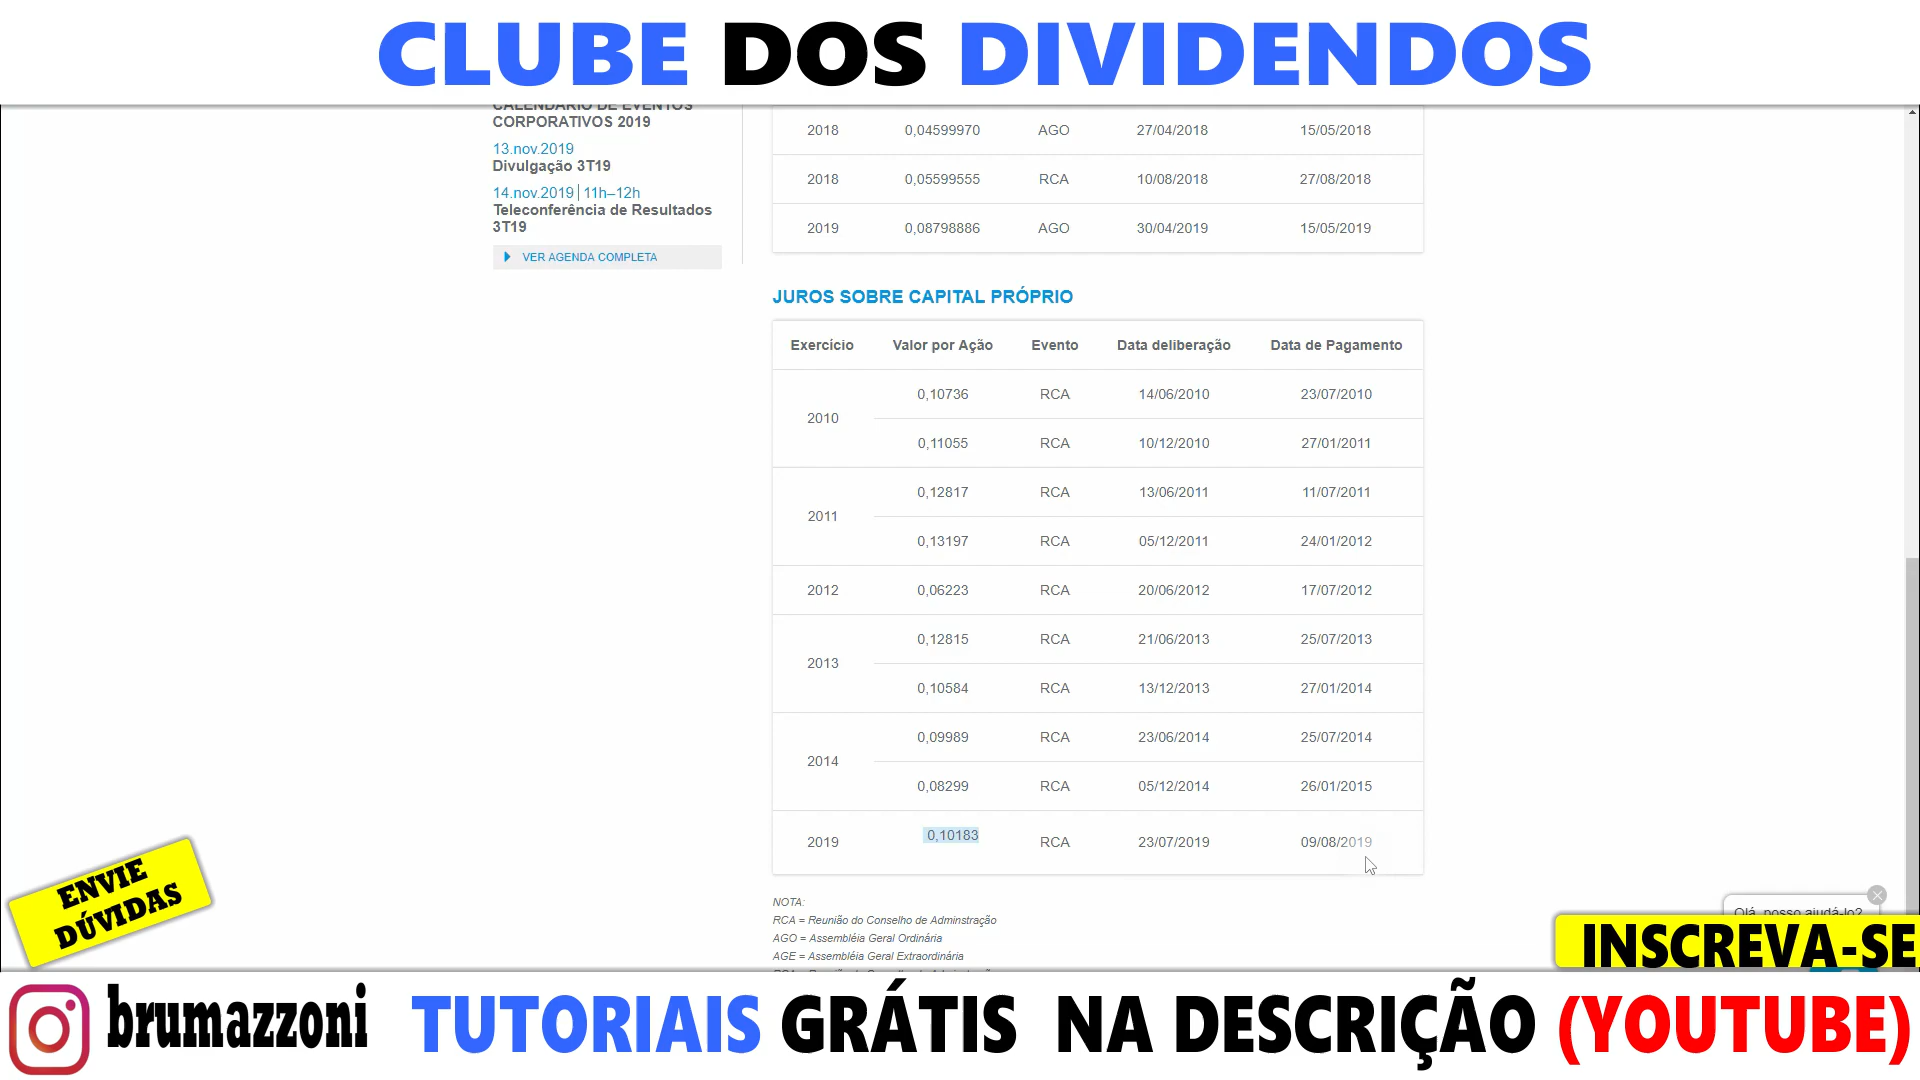 CLUBE DOS DIVIDENDOS
CALENDÁRIO DE EVENTOS
CORPORATIVOS 2019
13.nov.2019
Divulgação 3T19
14.nov.2019 | 11h–12h
Teleconferência de Resultados
3T19
VER AGENDA COMPLETA
2018 0,04599970 AGO 27/04/2018 15/05/2018
2018 0,05599555 RCA 10/08/2018 27/08/2018
2019 0,08798886 AGO 30/04/2019 15/05/2019
JUROS SOBRE CAPITAL PRÓPRIO
Exercício Valor por Ação Evento Data deliberação Data de Pagamento
2010 0,10736 RCA 14/06/2010 23/07/2010
0,11055 RCA 10/12/2010 27/01/2011
2011 0,12817 RCA 13/06/2011 11/07/2011
0,13197 RCA 05/12/2011 24/01/2012
2012 0,06223 RCA 20/06/2012 17/07/2012
2013 0,12815 RCA 21/06/2013 25/07/2013
0,10584 RCA 13/12/2013 27/01/2014
2014 0,09989 RCA 23/06/2014 25/07/2014
0,08299 RCA 05/12/2014 26/01/2015
2019 0,10183 RCA 23/07/2019 09/08/2019
NOTA:
RCA = Reunião do Conselho de Adminstração
AGO = Assembléia Geral Ordinária
AGE = Assembléia Geral Extraordinária
Olá, posso ajudá-lo?
ENVIE
DÚVIDAS
INSCREVA-SE
brumazzoni TUTORIAIS GRÁTIS NA DESCRIÇÃO (YOUTUBE)